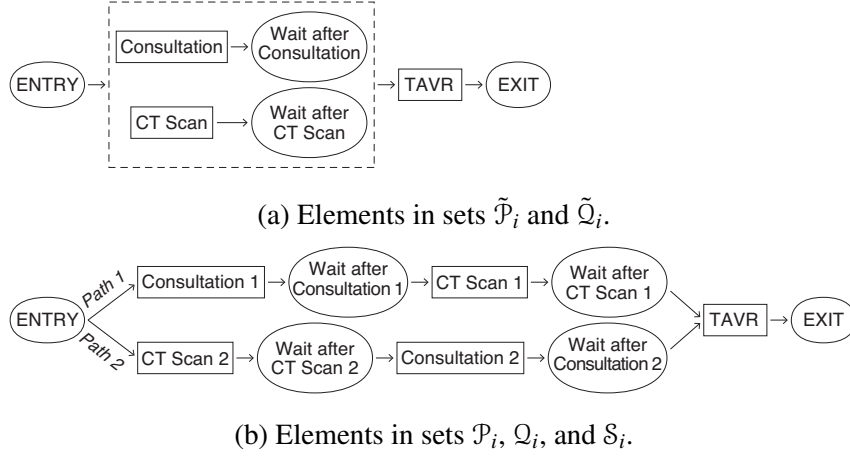 ENTRY
Consultation
Wait after
Consultation
CT Scan
Wait after
CT Scan
TAVR
EXIT
(a) Elements in sets 𝒫̃ᵢ and 𝒬̃ᵢ.
ENTRY
Path 1
Path 2
Consultation 1
Wait after
Consultation 1
CT Scan 1
Wait after
CT Scan 1
CT Scan 2
Wait after
CT Scan 2
Consultation 2
Wait after
Consultation 2
TAVR
EXIT
(b) Elements in sets 𝒫ᵢ, 𝒬ᵢ, and 𝒮ᵢ.